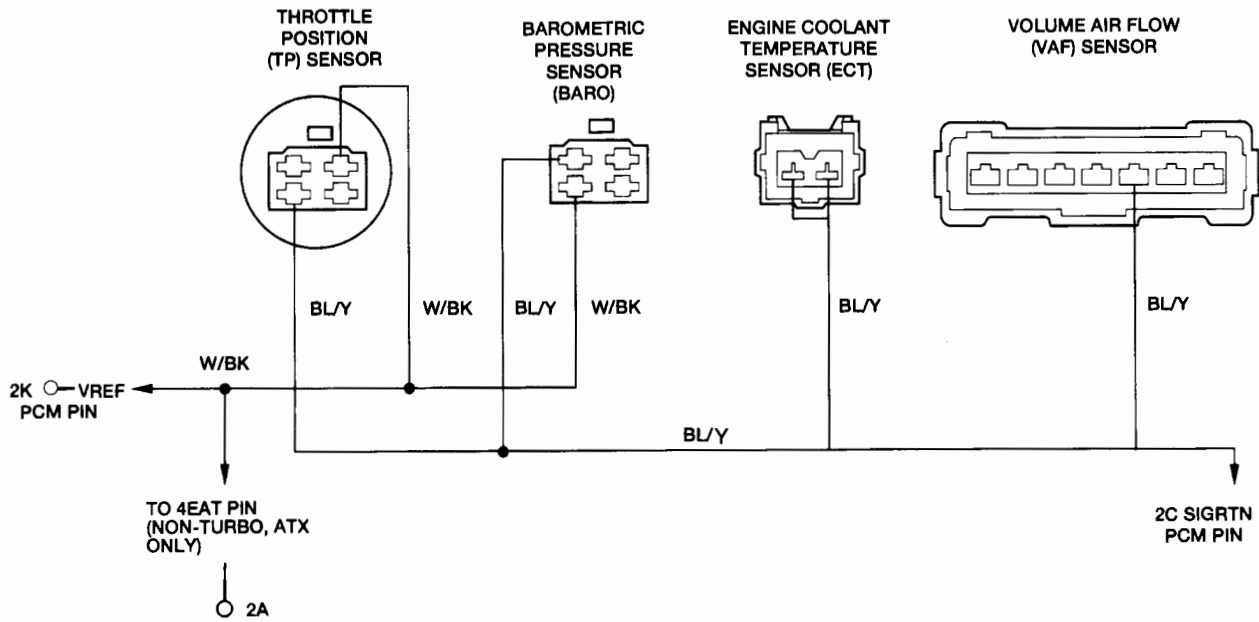 THROTTLE
POSITION
(TP) SENSOR
BAROMETRIC
PRESSURE
SENSOR
(BARO)
ENGINE COOLANT
TEMPERATURE
SENSOR (ECT)
VOLUME AIR FLOW
(VAF) SENSOR
BL/Y
W/BK
BL/Y
W/BK
BL/Y
BL/Y
W/BK
2K VREF
PCM PIN
BL/Y
TO 4EAT PIN
(NON-TURBO, ATX
ONLY)
2A
2C SIGRTN
PCM PIN